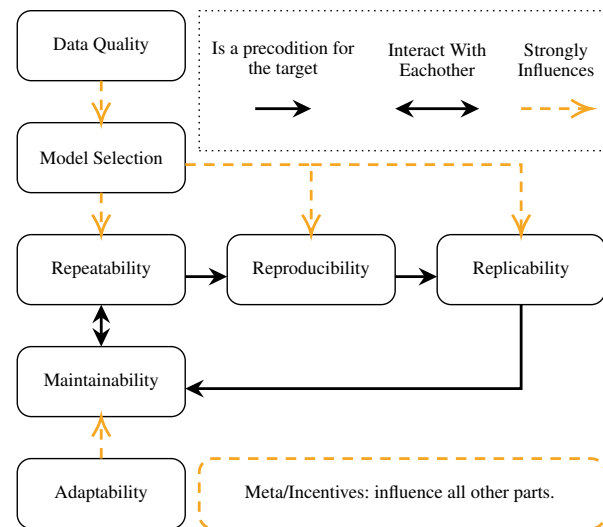 Data Quality
Is a precodition for
the target
Interact With
Eachother
Strongly
Influences
Model Selection
Repeatability
Reproducibility
Replicability
Maintainability
Adaptability
Meta/Incentives: influence all other parts.